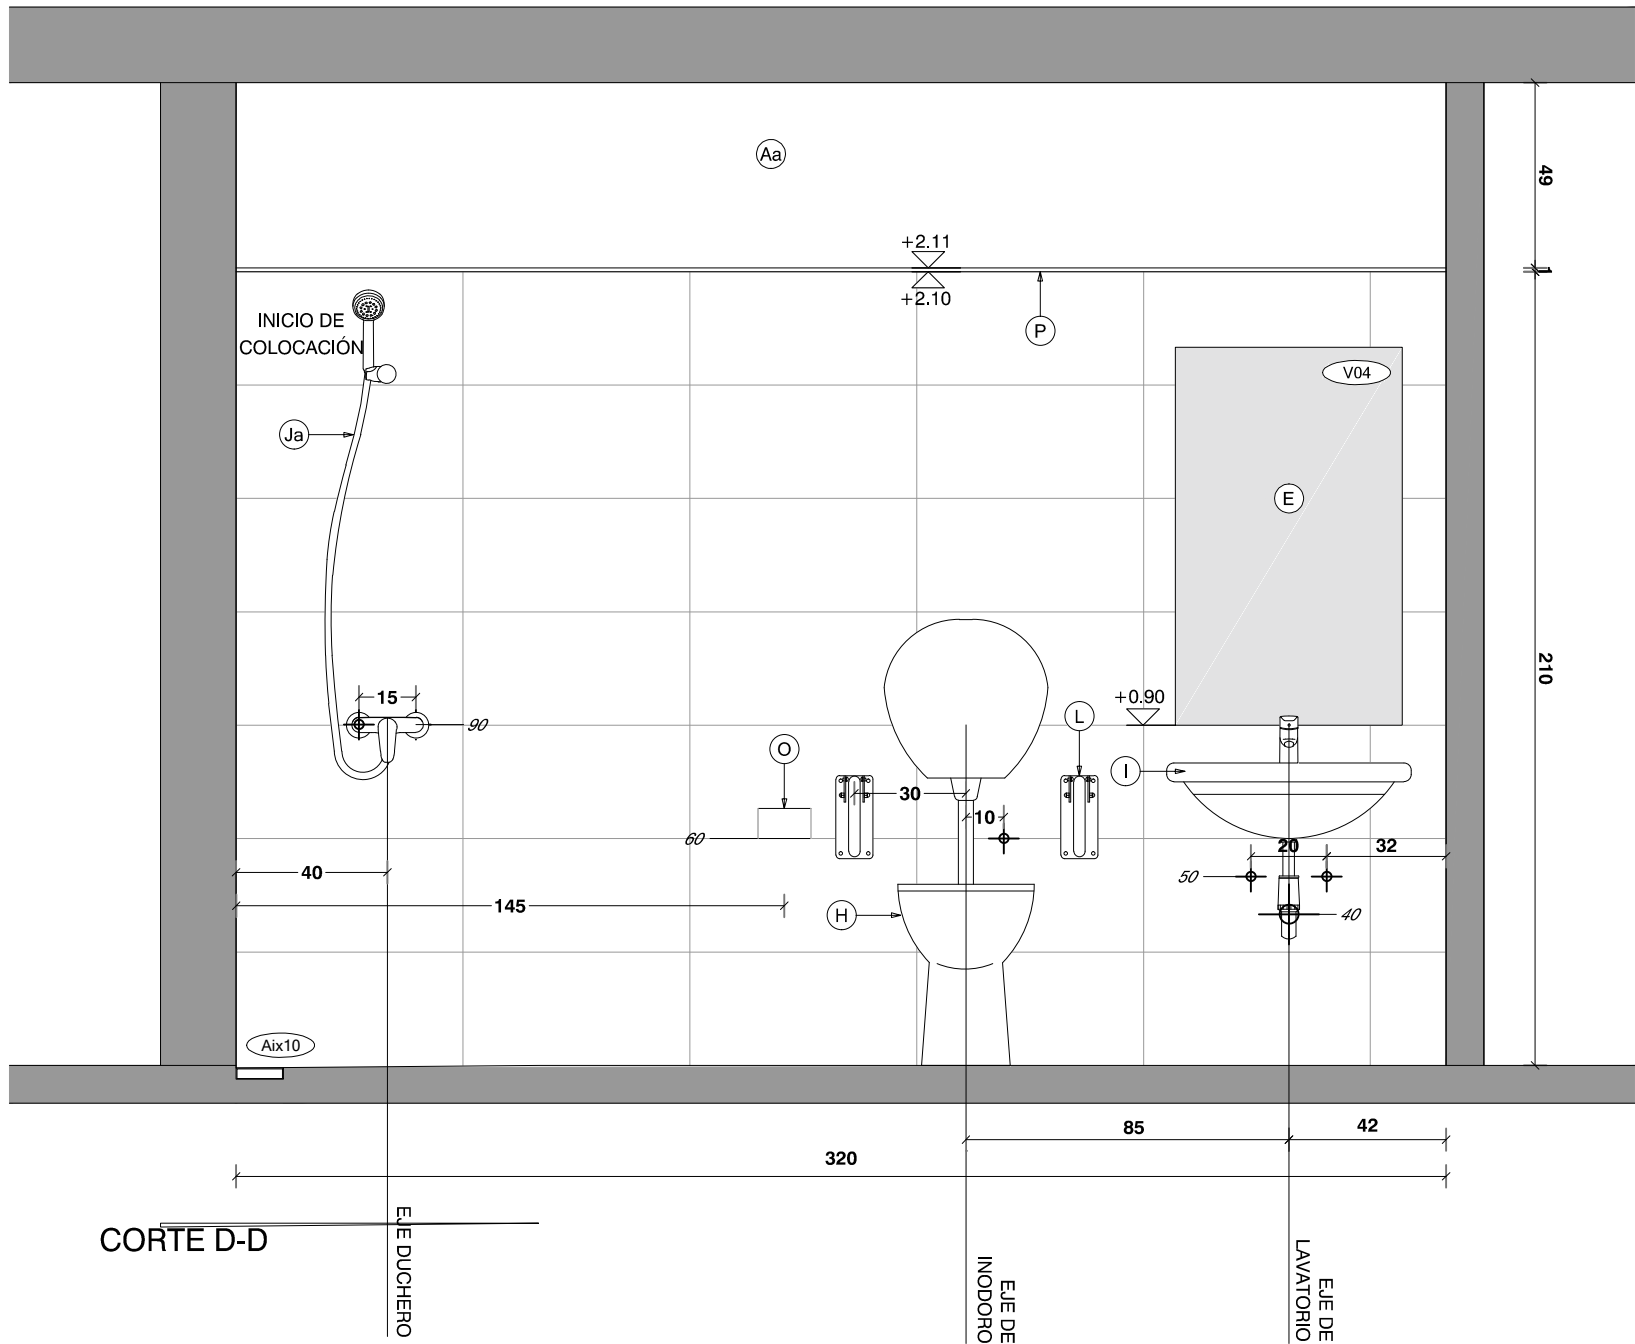 Aa
49
+2.11
1
+2.10
P
INICIO DE
COLOCACIÓN
V04
Ja
E
210
15
90
+0.90
L
O
I
30
10
60
20
32
40
50
145
H
40
Aix10
85
42
320
CORTE D-D
EJE DUCHERO
EJE DE
INODORO
EJE DE
LAVATORIO